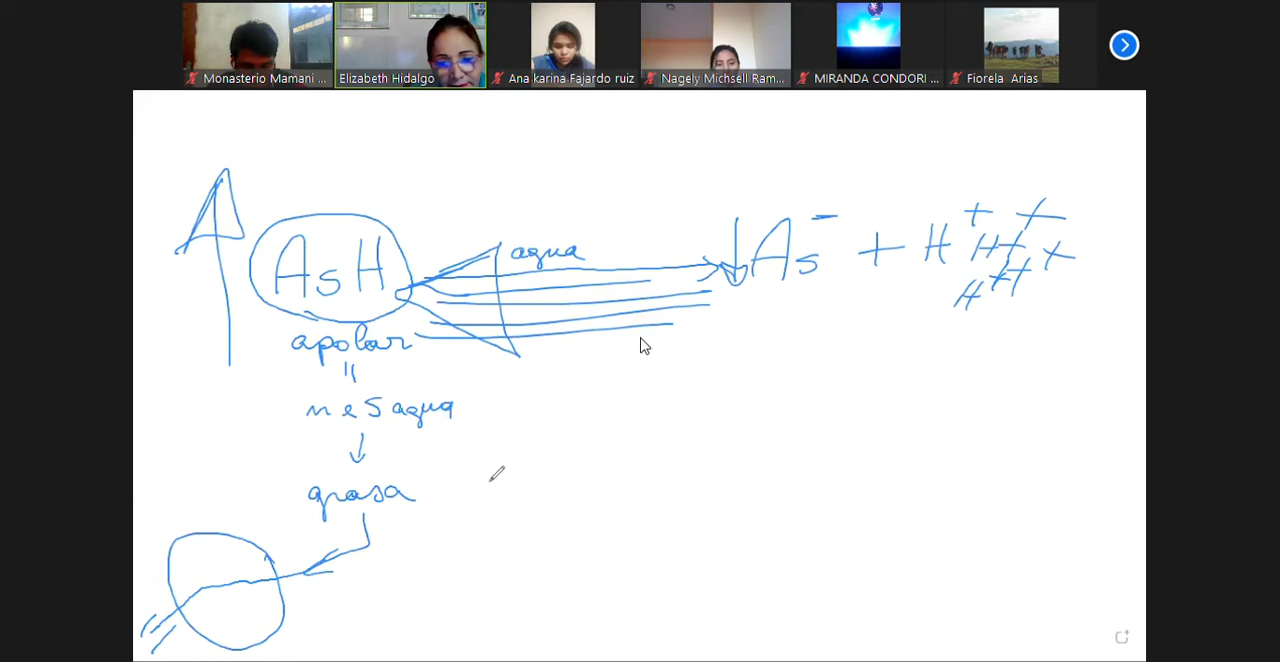 Monasterio Mamani ...
Elizabeth Hidalgo
Ana karina Fajardo ruiz
Nagely Michsell Ram...
MIRANDA CONDORI ...
Fiorela Arias
AsH
agua
As⁻ + H⁺
H⁺
H⁺⁺
apolar
agua
grasa